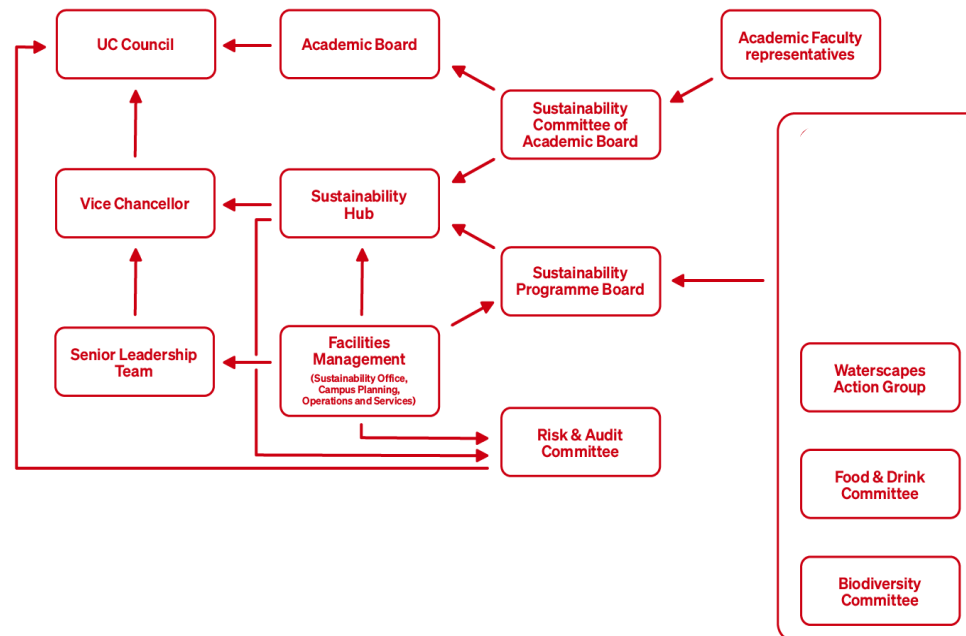 UC Council
Academic Board
Academic Faculty
representatives
Sustainability
Committee of
Academic Board
Vice Chancellor
Sustainability
Hub
Sustainability
Programme Board
Senior Leadership
Team
Facilities
Management
(Sustainability Office,
Campus Planning,
Operations and Services)
Risk & Audit
Committee
Waterscapes
Action Group
Food & Drink
Committee
Biodiversity
Committee